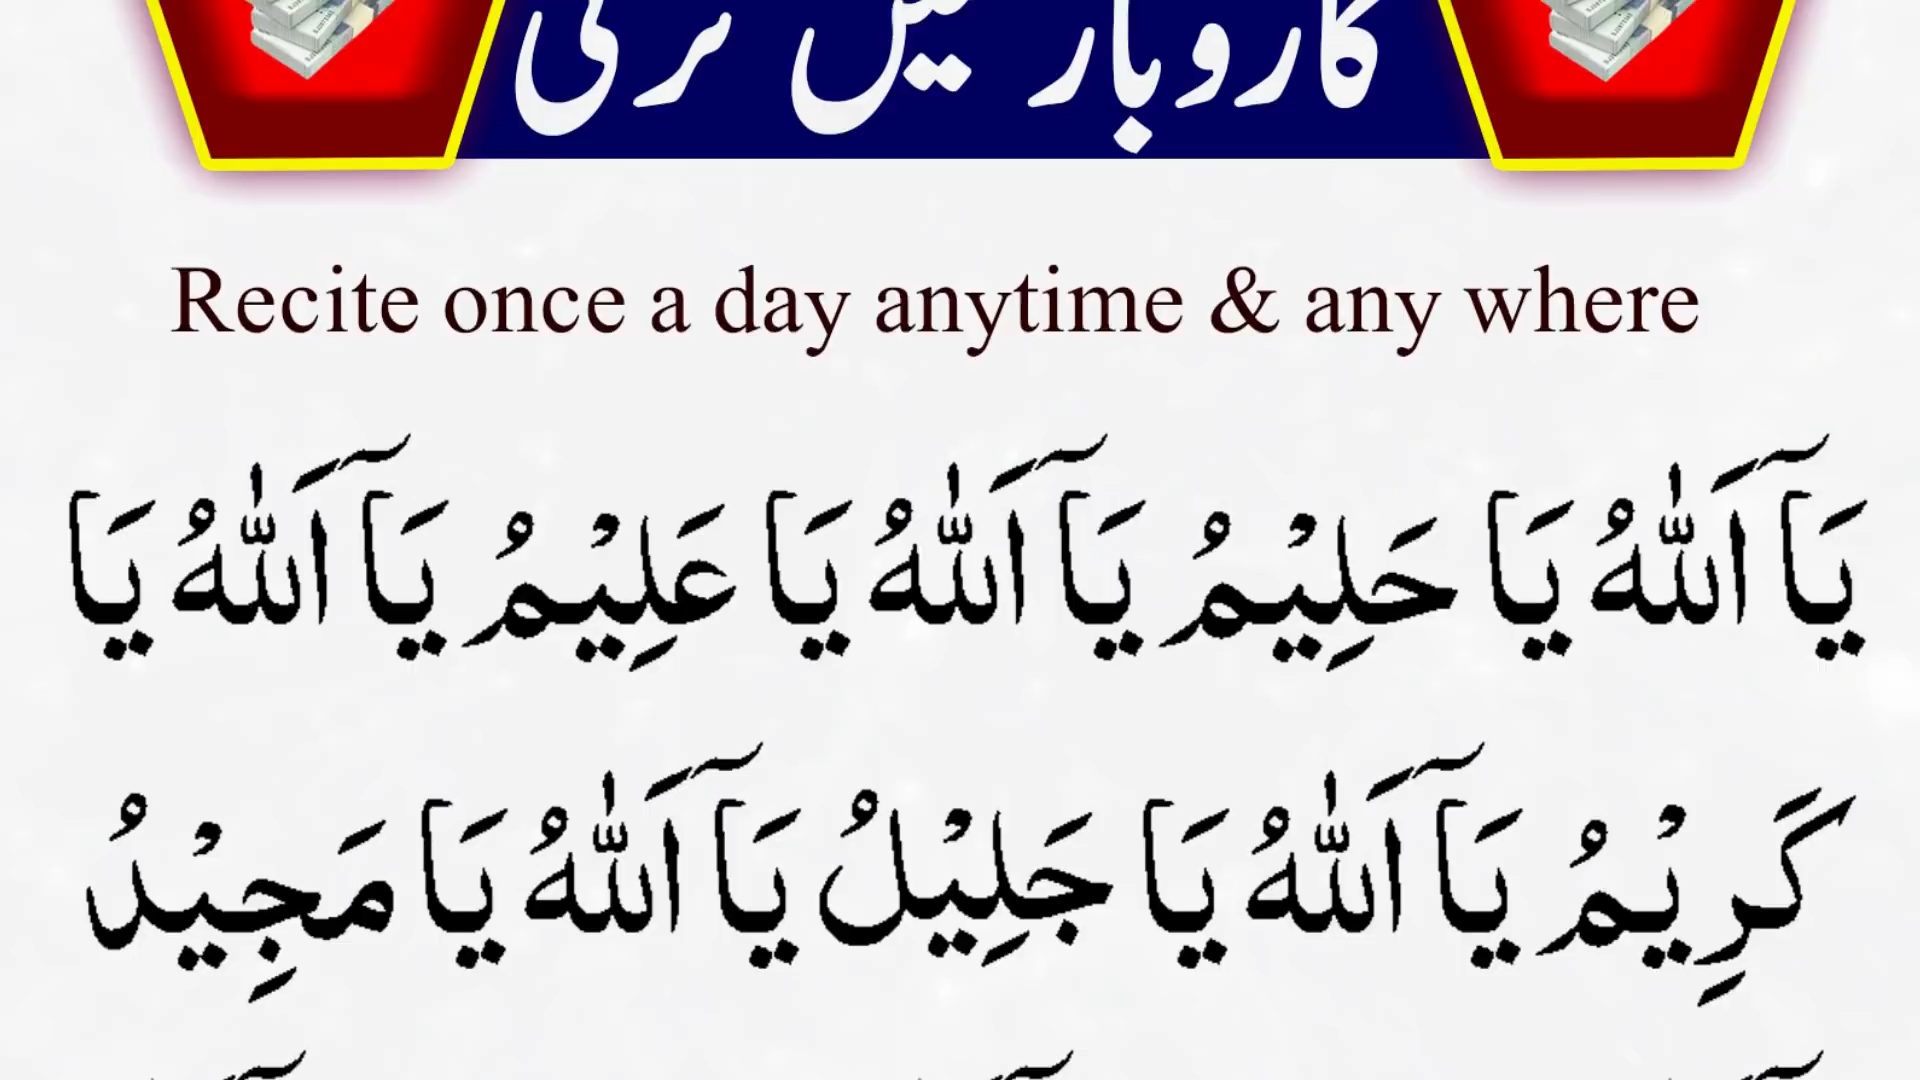 کاروبار میں ترقی
Recite once a day anytime & any where
یَآ اَللّٰهُ یَا حَلِیْمُ یَآ اَللّٰهُ یَا عَلِیْمُ یَآ اَللّٰهُ یَا
کَرِیْمُ یَآ اَللّٰهُ یَا جَلِیْلُ یَآ اَللّٰهُ یَا مَجِیْدُ